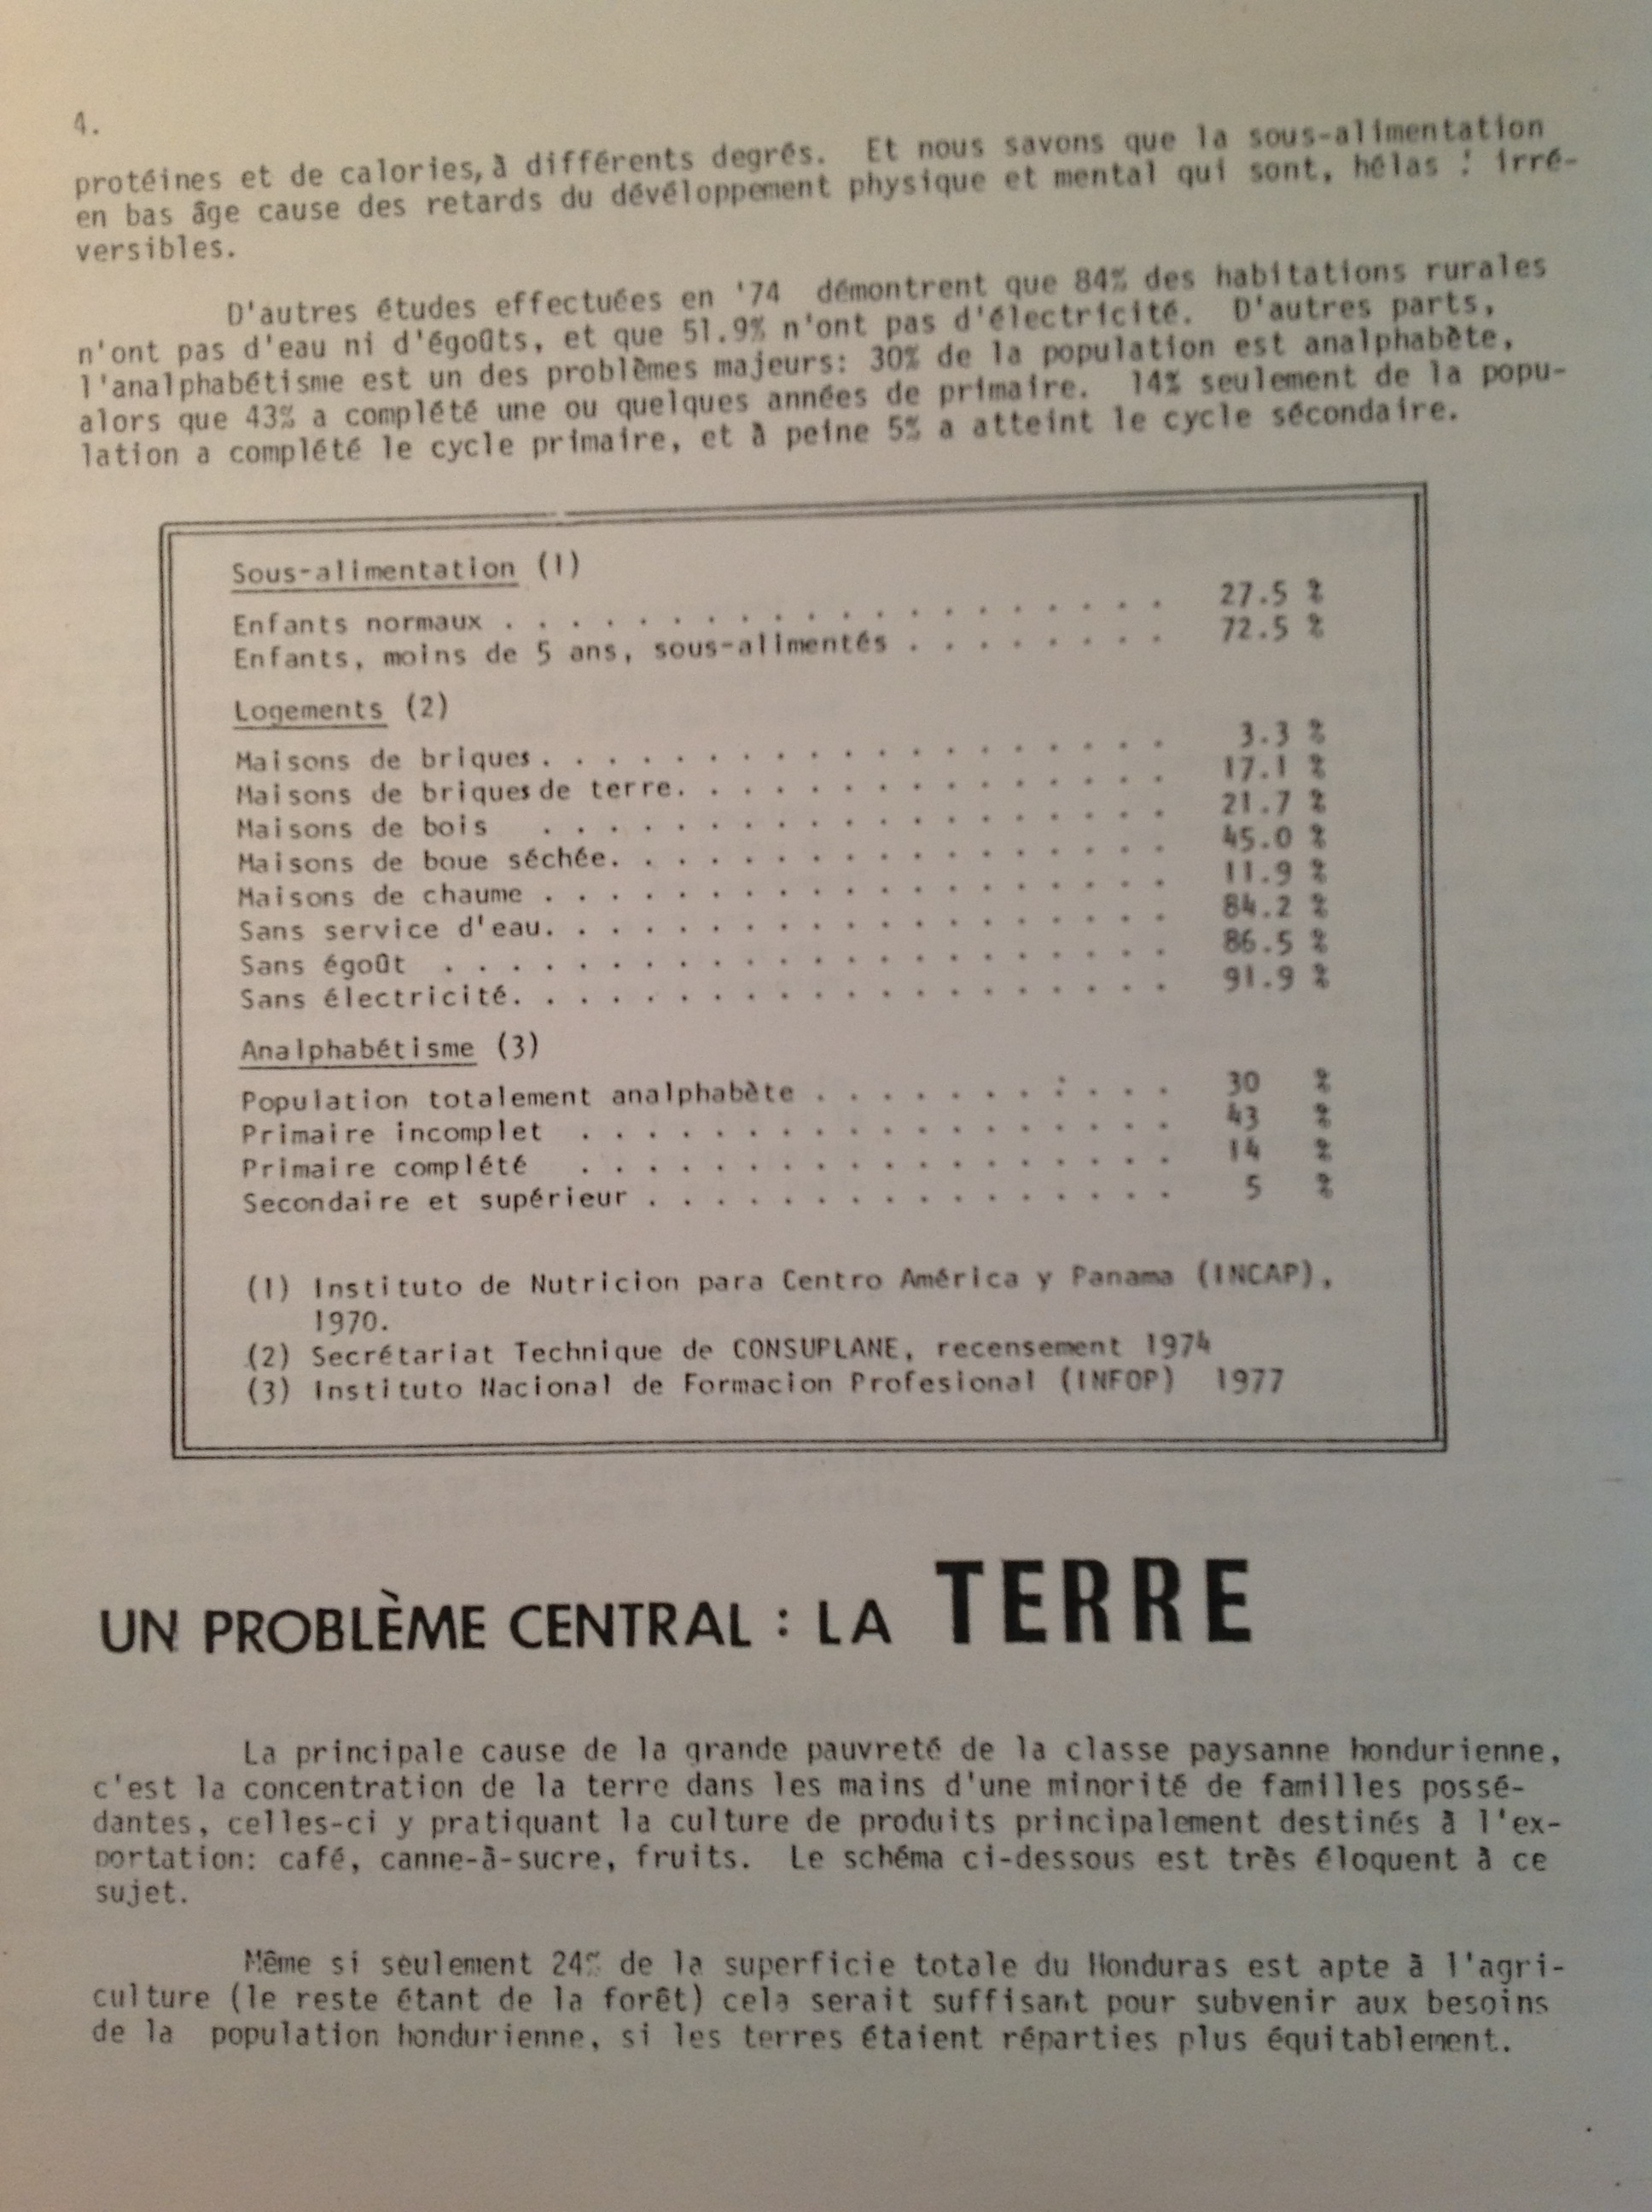 4.
protéines et de calories, à différents degrés. Et nous savons que la sous-alimentation
en bas âge cause des retards du dévéloppement physique et mental qui sont, hélas ! irré-
versibles.
D'autres études effectuées en '74 démontrent que 84% des habitations rurales
n'ont pas d'eau ni d'égoûts, et que 51.9% n'ont pas d'électricité. D'autres parts,
l'analphabétisme est un des problèmes majeurs: 30% de la population est analphabète,
alors que 43% a complété une ou quelques années de primaire. 14% seulement de la popu-
lation a complété le cycle primaire, et à peine 5% a atteint le cycle sécondaire.
Sous-alimentation (1)
Enfants normaux . . . . . . . . . . . . . . . . . . . . 27.5 %
Enfants, moins de 5 ans, sous-alimentés . . . . . . . . 72.5 %
Logements (2)
Maisons de briques. . . . . . . . . . . . . . . . . . . 3.3 %
Maisons de briques de terre. . . . . . . . . . . . . . . 17.1 %
Maisons de bois . . . . . . . . . . . . . . . . . . . 21.7 %
Maisons de boue séchée. . . . . . . . . . . . . . . . . 45.0 %
Maisons de chaume . . . . . . . . . . . . . . . . . . . 11.9 %
Sans service d'eau. . . . . . . . . . . . . . . . . . . 84.2 %
Sans égoût . . . . . . . . . . . . . . . . . . . . . . 86.5 %
Sans électricité. . . . . . . . . . . . . . . . . . . . 91.9 %
Analphabétisme (3)
Population totalement analphabète . . . . . . . : . . . 30 %
Primaire incomplet . . . . . . . . . . . . . . . . . . 43 %
Primaire complété . . . . . . . . . . . . . . . . . . 14 %
Secondaire et supérieur . . . . . . . . . . . . . . . . 5 %
(1) Instituto de Nutricion para Centro América y Panama (INCAP),
1970.
(2) Secrétariat Technique de CONSUPLANE, recensement 1974
(3) Instituto Nacional de Formacion Profesional (INFOP) 1977
UN PROBLÈME CENTRAL : LA TERRE
La principale cause de la grande pauvreté de la classe paysanne hondurienne,
c'est la concentration de la terre dans les mains d'une minorité de familles possé-
dantes, celles-ci y pratiquant la culture de produits principalement destinés à l'ex-
portation: café, canne-à-sucre, fruits. Le schéma ci-dessous est très éloquent à ce
sujet.
Même si seulement 24% de la superficie totale du Honduras est apte à l'agri-
culture (le reste étant de la forêt) cela serait suffisant pour subvenir aux besoins
de la population hondurienne, si les terres étaient réparties plus équitablement.